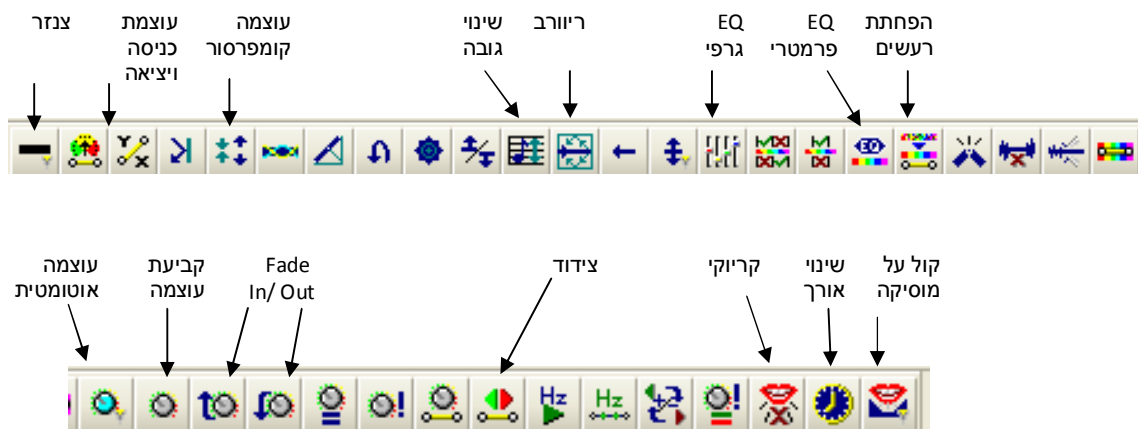 הפחתת
רעשים
EQ
פרמטרי
EQ
גרפי
ריוורב
שינוי
גובה
עוצמה
קומפרסור
עוצמת
כניסה
ויציאה
צנזר
קול על
מוסיקה
שינוי
אורך
קריוקי
צידוד
Fade
In/ Out
קביעת
עוצמה
עוצמה
אוטומטית
Hz
Hz